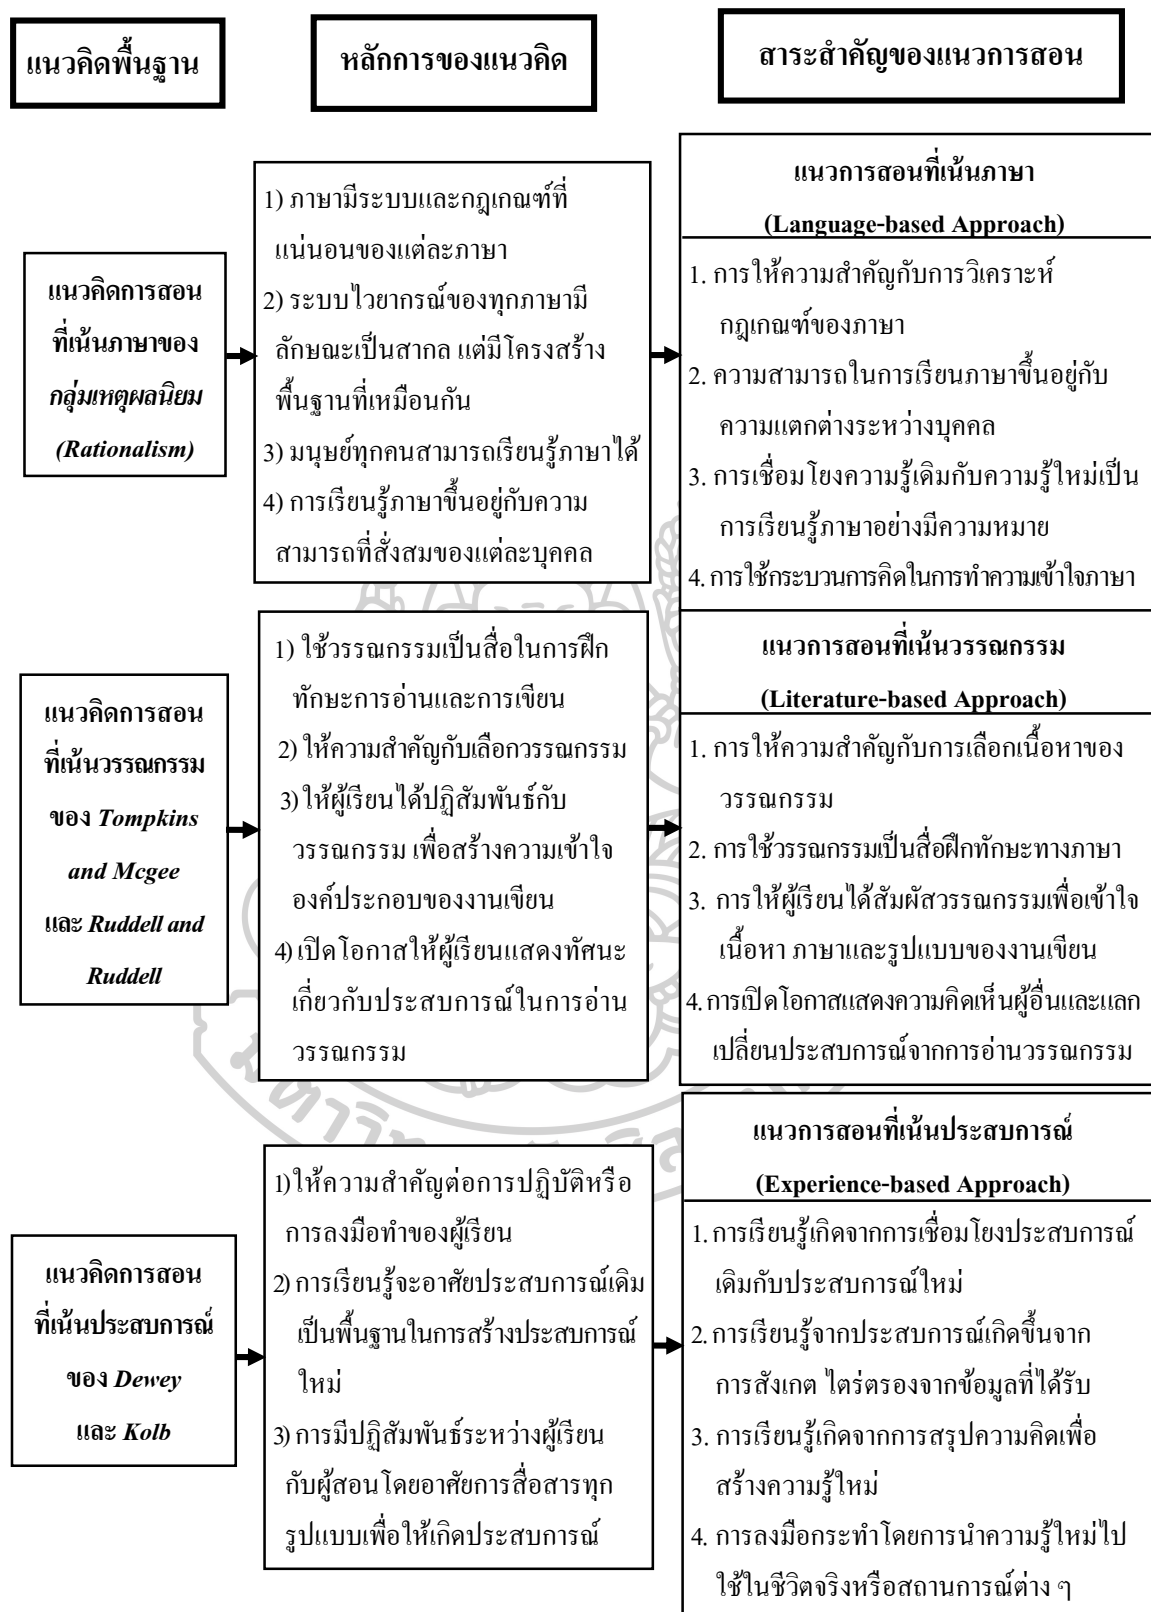 แนวคิดพื้นฐาน
หลักการของแนวคิด
สาระสำคัญของแนวการสอน
แนวคิดการสอน
ที่เน้นภาษาของ
กลุ่มเหตุผลนิยม
(Rationalism)
1) ภาษามีระบบและกฎเกณฑ์ที่
แน่นอนของแต่ละภาษา
2) ระบบไวยากรณ์ของทุกภาษามี
ลักษณะเป็นสากล แต่มีโครงสร้าง
พื้นฐานที่เหมือนกัน
3) มนุษย์ทุกคนสามารถเรียนรู้ภาษาได้
4) การเรียนรู้ภาษาขึ้นอยู่กับความ
สามารถที่สั่งสมของแต่ละบุคคล
แนวการสอนที่เน้นภาษา
(Language-based Approach)
1. การให้ความสำคัญกับการวิเคราะห์
กฎเกณฑ์ของภาษา
2. ความสามารถในการเรียนภาษาขึ้นอยู่กับ
ความแตกต่างระหว่างบุคคล
3. การเชื่อมโยงความรู้เดิมกับความรู้ใหม่เป็น
การเรียนรู้ภาษาอย่างมีความหมาย
4. การใช้กระบวนการคิดในการทำความเข้าใจภาษา
แนวคิดการสอน
ที่เน้นวรรณกรรม
ของ Tompkins
and Mcgee
และ Ruddell and
Ruddell
1) ใช้วรรณกรรมเป็นสื่อในการฝึก
ทักษะการอ่านและการเขียน
2) ให้ความสำคัญกับเลือกวรรณกรรม
3) ให้ผู้เรียนได้ปฏิสัมพันธ์กับ
วรรณกรรม เพื่อสร้างความเข้าใจ
องค์ประกอบของงานเขียน
4) เปิดโอกาสให้ผู้เรียนแสดงทัศนะ
เกี่ยวกับประสบการณ์ในการอ่าน
วรรณกรรม
แนวการสอนที่เน้นวรรณกรรม
(Literature-based Approach)
1. การให้ความสำคัญกับการเลือกเนื้อหาของ
วรรณกรรม
2. การใช้วรรณกรรมเป็นสื่อฝึกทักษะทางภาษา
3. การให้ผู้เรียนได้สัมผัสวรรณกรรมเพื่อเข้าใจ
เนื้อหา ภาษาและรูปแบบของงานเขียน
4. การเปิดโอกาสแสดงความคิดเห็นผู้อื่นและแลก
เปลี่ยนประสบการณ์จากการอ่านวรรณกรรม
แนวคิดการสอน
ที่เน้นประสบการณ์
ของ Dewey
และ Kolb
1) ให้ความสำคัญต่อการปฏิบัติหรือ
การลงมือทำของผู้เรียน
2) การเรียนรู้จะอาศัยประสบการณ์เดิม
เป็นพื้นฐานในการสร้างประสบการณ์
ใหม่
3) การมีปฏิสัมพันธ์ระหว่างผู้เรียน
กับผู้สอนโดยอาศัยการสื่อสารทุก
รูปแบบเพื่อให้เกิดประสบการณ์
แนวการสอนที่เน้นประสบการณ์
(Experience-based Approach)
1. การเรียนรู้เกิดจากการเชื่อมโยงประสบการณ์
เดิมกับประสบการณ์ใหม่
2. การเรียนรู้จากประสบการณ์เกิดขึ้นจาก
การสังเกต ไตร่ตรองจากข้อมูลที่ได้รับ
3. การเรียนรู้เกิดจากการสรุปความคิดเพื่อ
สร้างความรู้ใหม่
4. การลงมือกระทำโดยการนำความรู้ใหม่ไป
ใช้ในชีวิตจริงหรือสถานการณ์ต่าง ๆ